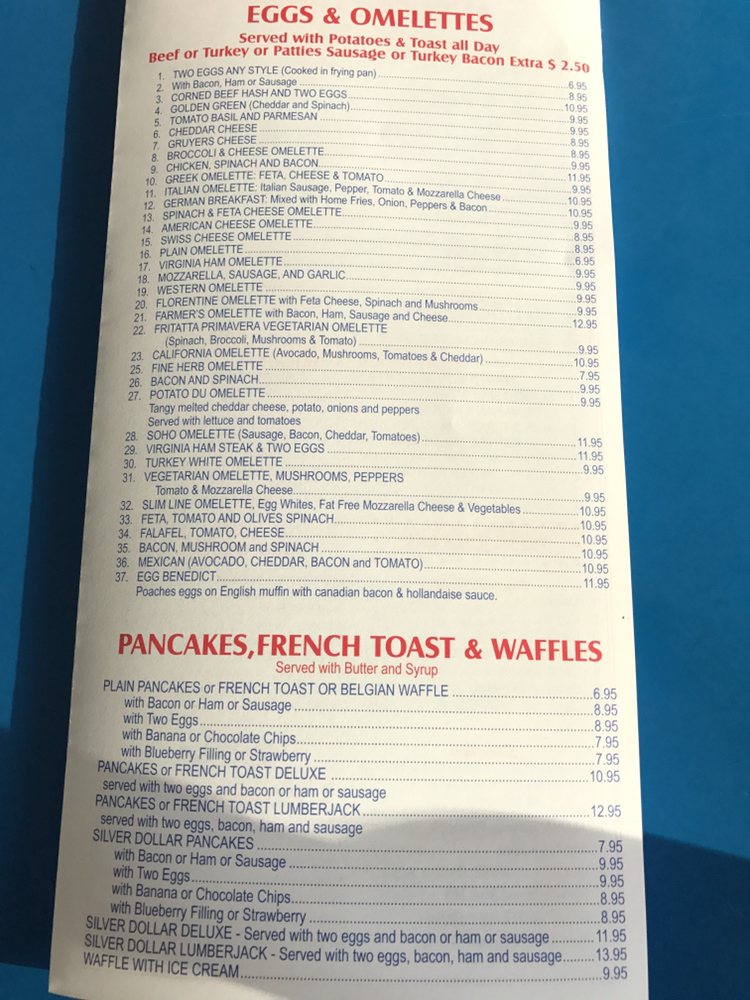 EGGS & OMELETTES
Served with Potatoes & Toast all Day
Beef or Turkey or Patties Sausage or Turkey Bacon Extra $ 2.50
1. TWO EGGS ANY STYLE (Cooked in frying pan) 6.95
2. With Bacon, Ham or Sausage 8.95
3. CORNED BEEF HASH AND TWO EGGS 10.95
4. GOLDEN GREEN (Cheddar and Spinach) 9.95
5. TOMATO BASIL AND PARMESAN 9.95
6. CHEDDAR CHEESE 8.95
7. GRUYERS CHEESE 8.95
8. BROCCOLI & CHEESE OMELETTE 9.95
9. CHICKEN, SPINACH AND BACON 11.95
10. GREEK OMELETTE: FETA, CHEESE & TOMATO 9.95
11. ITALIAN OMELETTE: Italian Sausage, Pepper, Tomato & Mozzarella Cheese 10.95
12. GERMAN BREAKFAST: Mixed with Home Fries, Onion, Peppers & Bacon 10.95
13. SPINACH & FETA CHEESE OMELETTE 9.95
14. AMERICAN CHEESE OMELETTE 8.95
15. SWISS CHEESE OMELETTE 8.95
16. PLAIN OMELETTE 6.95
17. VIRGINIA HAM OMELETTE 9.95
18. MOZZARELLA, SAUSAGE, AND GARLIC 9.95
19. WESTERN OMELETTE 9.95
20. FLORENTINE OMELETTE with Feta Cheese, Spinach and Mushrooms 9.95
21. FARMER'S OMELETTE with Bacon, Ham, Sausage and Cheese 12.95
22. FRITATTA PRIMAVERA VEGETARIAN OMELETTE
(Spinach, Broccoli, Mushrooms & Tomato) 9.95
23. CALIFORNIA OMELETTE (Avocado, Mushrooms, Tomatoes & Cheddar) 10.95
25. FINE HERB OMELETTE 7.95
26. BACON AND SPINACH 9.95
27. POTATO DU OMELETTE 9.95
Tangy melted cheddar cheese, potato, onions and peppers
Served with lettuce and tomatoes
28. SOHO OMELETTE (Sausage, Bacon, Cheddar, Tomatoes) 11.95
29. VIRGINIA HAM STEAK & TWO EGGS 11.95
30. TURKEY WHITE OMELETTE 9.95
31. VEGETARIAN OMELETTE, MUSHROOMS, PEPPERS
Tomato & Mozzarella Cheese 9.95
32. SLIM LINE OMELETTE, Egg Whites, Fat Free Mozzarella Cheese & Vegetables 10.95
33. FETA, TOMATO AND OLIVES SPINACH 10.95
34. FALAFEL, TOMATO, CHEESE 10.95
35. BACON, MUSHROOM and SPINACH 10.95
36. MEXICAN (AVOCADO, CHEDDAR, BACON and TOMATO) 10.95
37. EGG BENEDICT 11.95
Poaches eggs on English muffin with canadian bacon & hollandaise sauce.
PANCAKES,FRENCH TOAST & WAFFLES
Served with Butter and Syrup
PLAIN PANCAKES or FRENCH TOAST OR BELGIAN WAFFLE 6.95
with Bacon or Ham or Sausage 8.95
with Two Eggs 8.95
with Banana or Chocolate Chips 7.95
with Blueberry Filling or Strawberry 7.95
PANCAKES or FRENCH TOAST DELUXE 10.95
served with two eggs and bacon or ham or sausage
PANCAKES or FRENCH TOAST LUMBERJACK 12.95
served with two eggs, bacon, ham and sausage
SILVER DOLLAR PANCAKES 7.95
with Bacon or Ham or Sausage 9.95
with Two Eggs 9.95
with Banana or Chocolate Chips 8.95
with Blueberry Filling or Strawberry 8.95
SILVER DOLLAR DELUXE - Served with two eggs and bacon or ham or sausage 11.95
SILVER DOLLAR LUMBERJACK - Served with two eggs, bacon, ham and sausage 13.95
WAFFLE WITH ICE CREAM 9.95